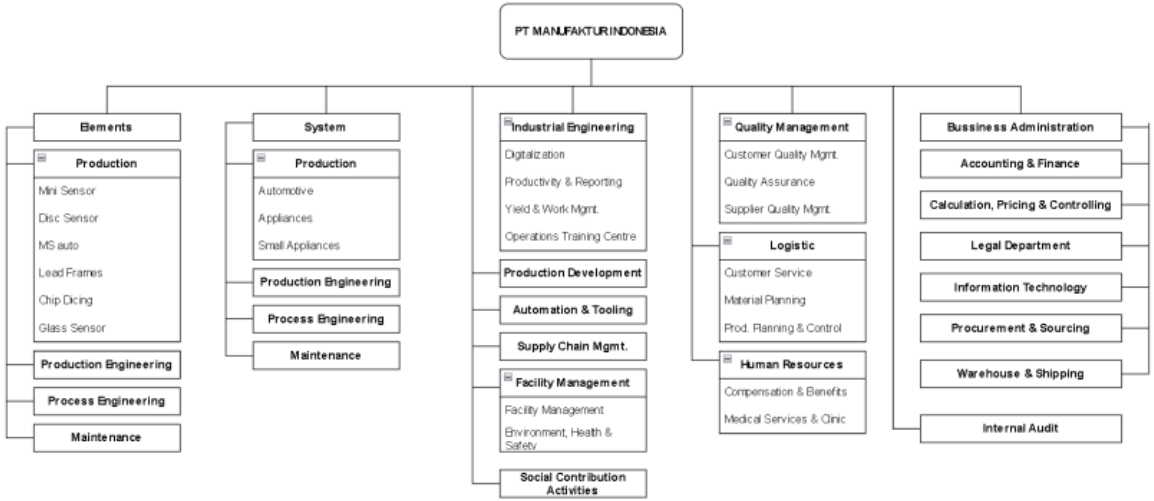 PT MANUFAKTUR INDONESIA
Elements
Production
Mini Sensor
Disc Sensor
MS auto
Lead Frames
Chip Dicing
Glass Sensor
Production Engineering
Process Engineering
Maintenance
System
Production
Automotive
Appliances
Small Appliances
Production Engineering
Process Engineering
Maintenance
Industrial Engineering
Digitalization
Productivity & Reporting
Yield & Work Mgmt.
Operations Training Centre
Production Development
Automation & Tooling
Supply Chain Mgmt.
Facility Management
Facility Management
Environment, Health &
Safety
Social Contribution
Activities
Quality Management
Customer Quality Mgmt.
Quality Assurance
Supplier Quality Mgmt.
Logistic
Customer Service
Material Planning
Prod. Planning & Control
Human Resources
Compensation & Benefits
Medical Services & Clinic
Bussiness Administration
Accounting & Finance
Calculation, Pricing & Controlling
Legal Department
Information Technology
Procurement & Sourcing
Warehouse & Shipping
Internal Audit